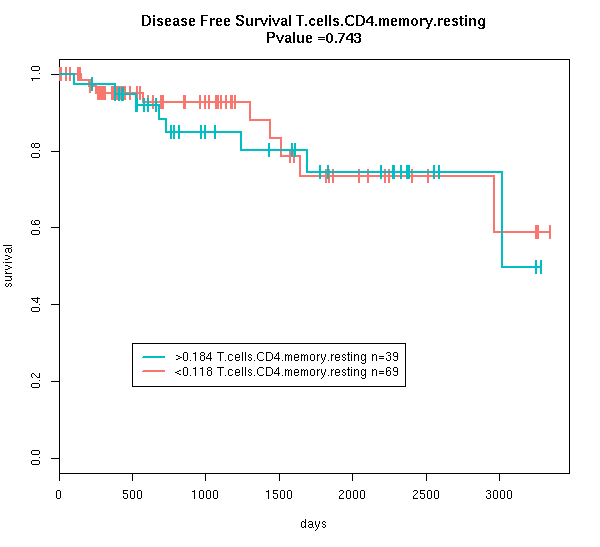 Disease Free Survival T.cells.CD4.memory.resting
Pvalue =0.743
1.0
0.8
0.6
0.4
0.2
0.0
survival
>0.184 T.cells.CD4.memory.resting n=39
<0.118 T.cells.CD4.memory.resting n=69
0 500 1000 1500 2000 2500 3000
days